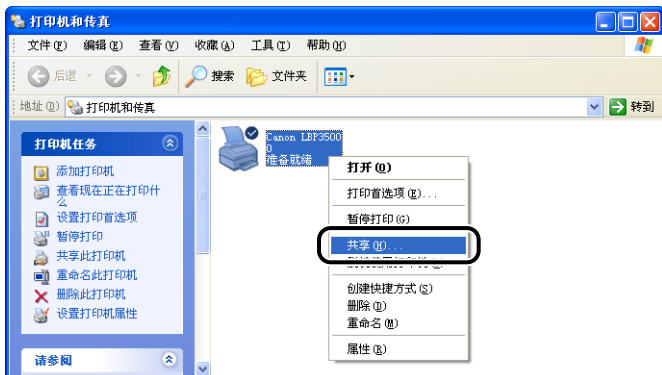 打印机和传真
文件(F) 编辑(E) 查看(V) 收藏(A) 工具(T) 帮助(H)
后退 搜索 文件夹
地址(D) 打印机和传真 转到
打印机任务
添加打印机
查看现在正在打印什
么
设置打印首选项
暂停打印
共享此打印机
重命名此打印机
删除此打印机
设置打印机属性
请参阅
Canon LBP3500
0
准备就绪
打开(O)
打印首选项(E)...
暂停打印(G)
共享(H)...
创建快捷方式(S)
删除(D)
重命名(M)
属性(R)